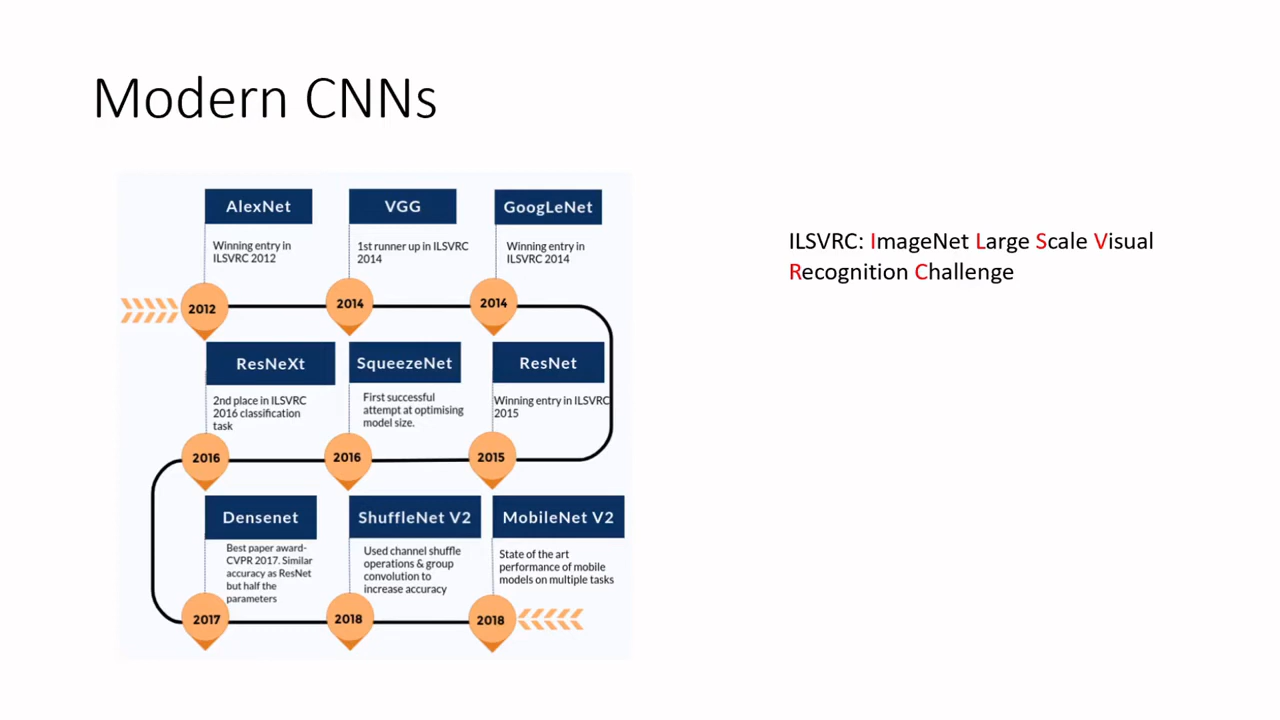 Modern CNNs
AlexNet
Winning entry in
ILSVRC 2012
2012
VGG
1st runner up in ILSVRC
2014
2014
GoogLeNet
Winning entry in
ILSVRC 2014
2014
ResNeXt
2nd place in ILSVRC
2016 classification
task
2016
SqueezeNet
First successful
attempt at optimising
model size.
2016
ResNet
Winning entry in ILSVRC
2015
2015
Densenet
Best paper award-
CVPR 2017. Similar
accuracy as ResNet
but half the
parameters
2017
ShuffleNet V2
Used channel shuffle
operations & group
convolution to
increase accuracy
2018
MobileNet V2
State of the art
performance of mobile
models on multiple tasks
2018
ILSVRC: ImageNet Large Scale Visual
Recognition Challenge